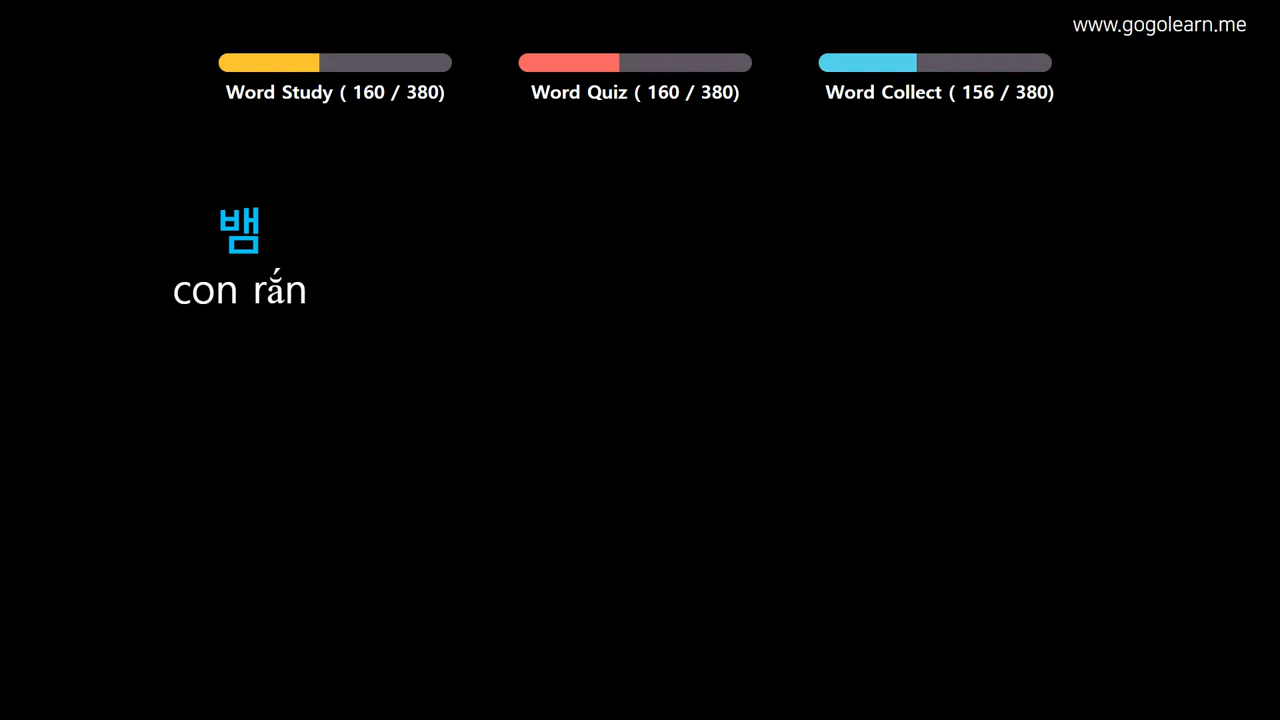 www.gogolearn.me
Word Study ( 160 / 380)
Word Quiz ( 160 / 380)
Word Collect ( 156 / 380)
뱀
con rắn